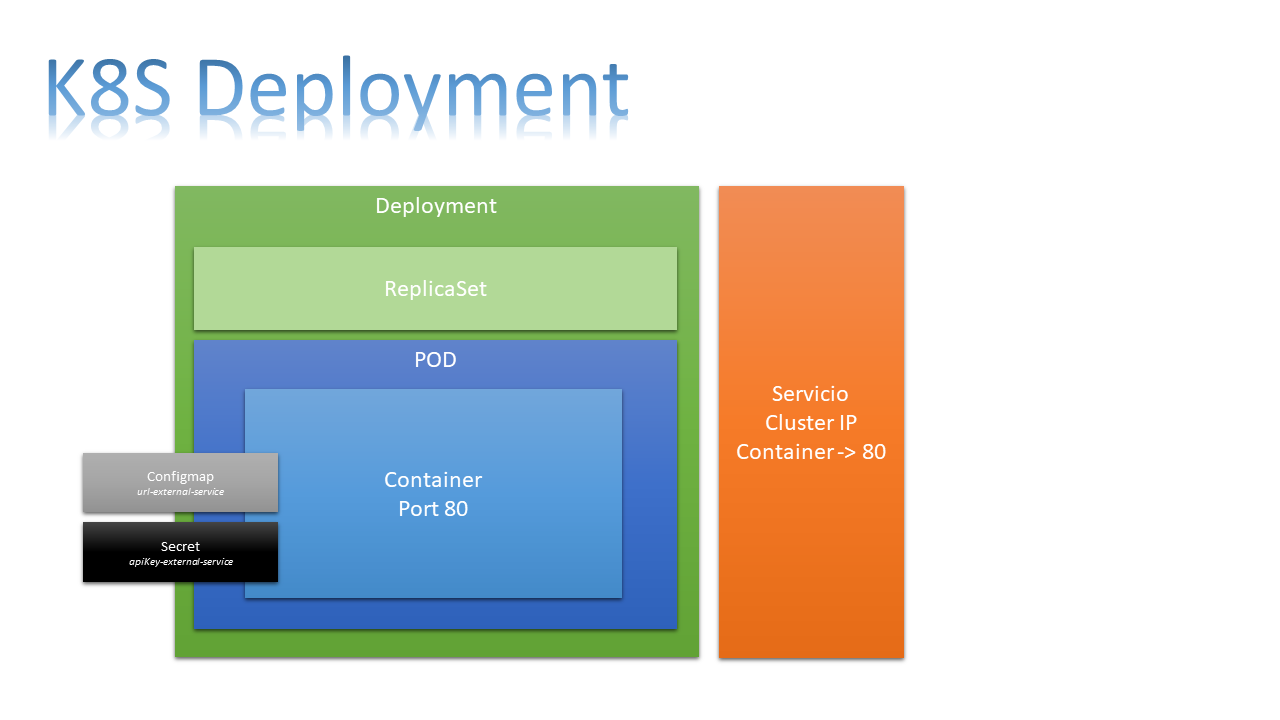 K8S Deployment
Deployment
ReplicaSet
POD
Container
Port 80
Configmap
url-external-service
Secret
apiKey-external-service
Servicio
Cluster IP
Container -> 80